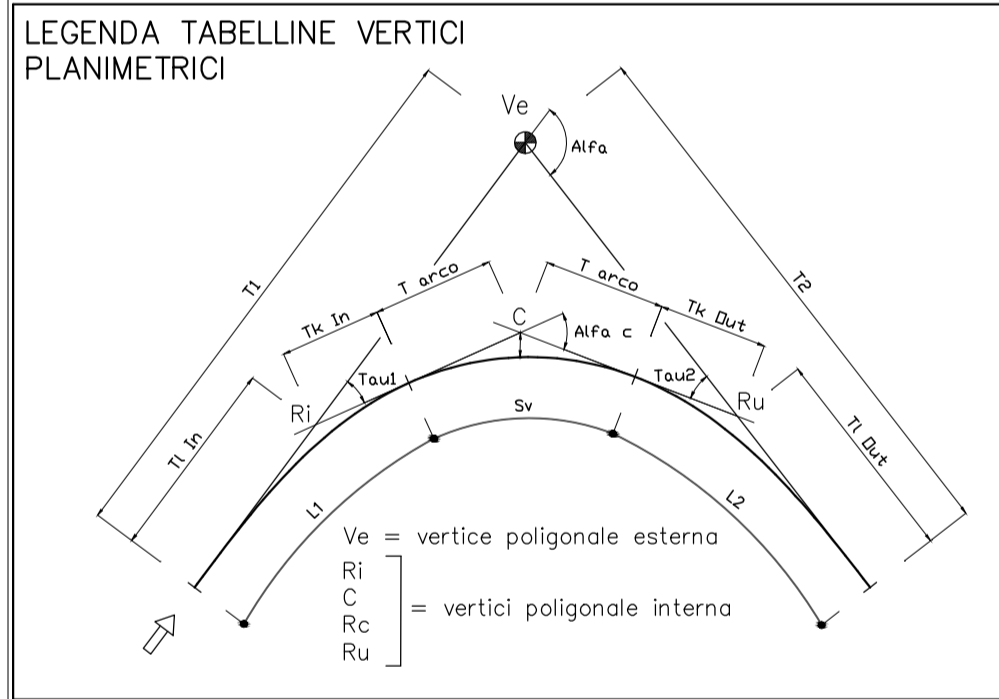 LEGENDA TABELLINE VERTICI
PLANIMETRICI
Ve
Alfa
T1
T2
T arco
T arco
Tk In
Tk Out
C
Alfa c
Tau1
Tau2
Ri
Ru
Tl In
Tl Out
Sv
L1
L2
Ve = vertice poligonale esterna
Ri
C
= vertici poligonale interna
Rc
Ru